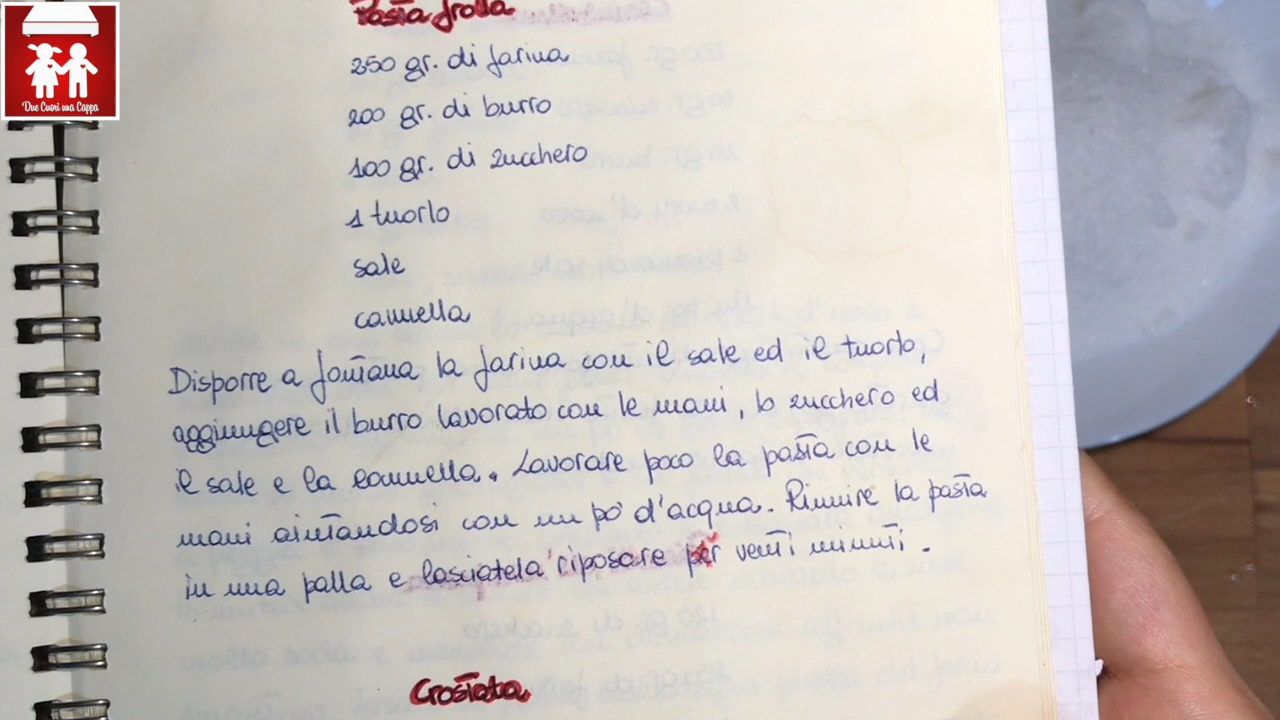 Due Cuori una Cappa
Pasta frolla
250 gr. di farina
200 gr. di burro
100 gr. di zucchero
1 tuorlo
sale
cannella
Disporre a fontana la farina con il sale ed il tuorlo,
aggiungere il burro lavorato con le mani, lo zucchero ed
il sale e la cannella. Lavorare poco la pasta con le
mani aiutandosi con un po' d'acqua. Riunire la pasta
in una palla e lasciatela riposare per venti minuti.
Crostata